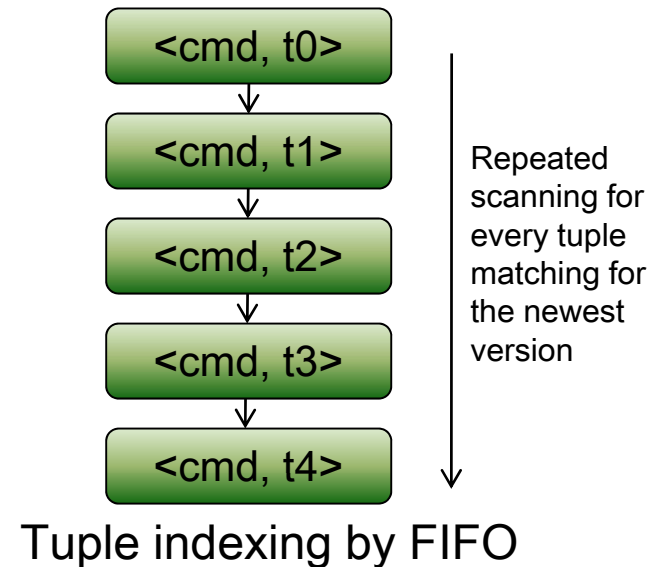 <cmd, t0>
<cmd, t1>
<cmd, t2>
<cmd, t3>
<cmd, t4>
Repeated
scanning for
every tuple
matching for
the newest
version
Tuple indexing by FIFO